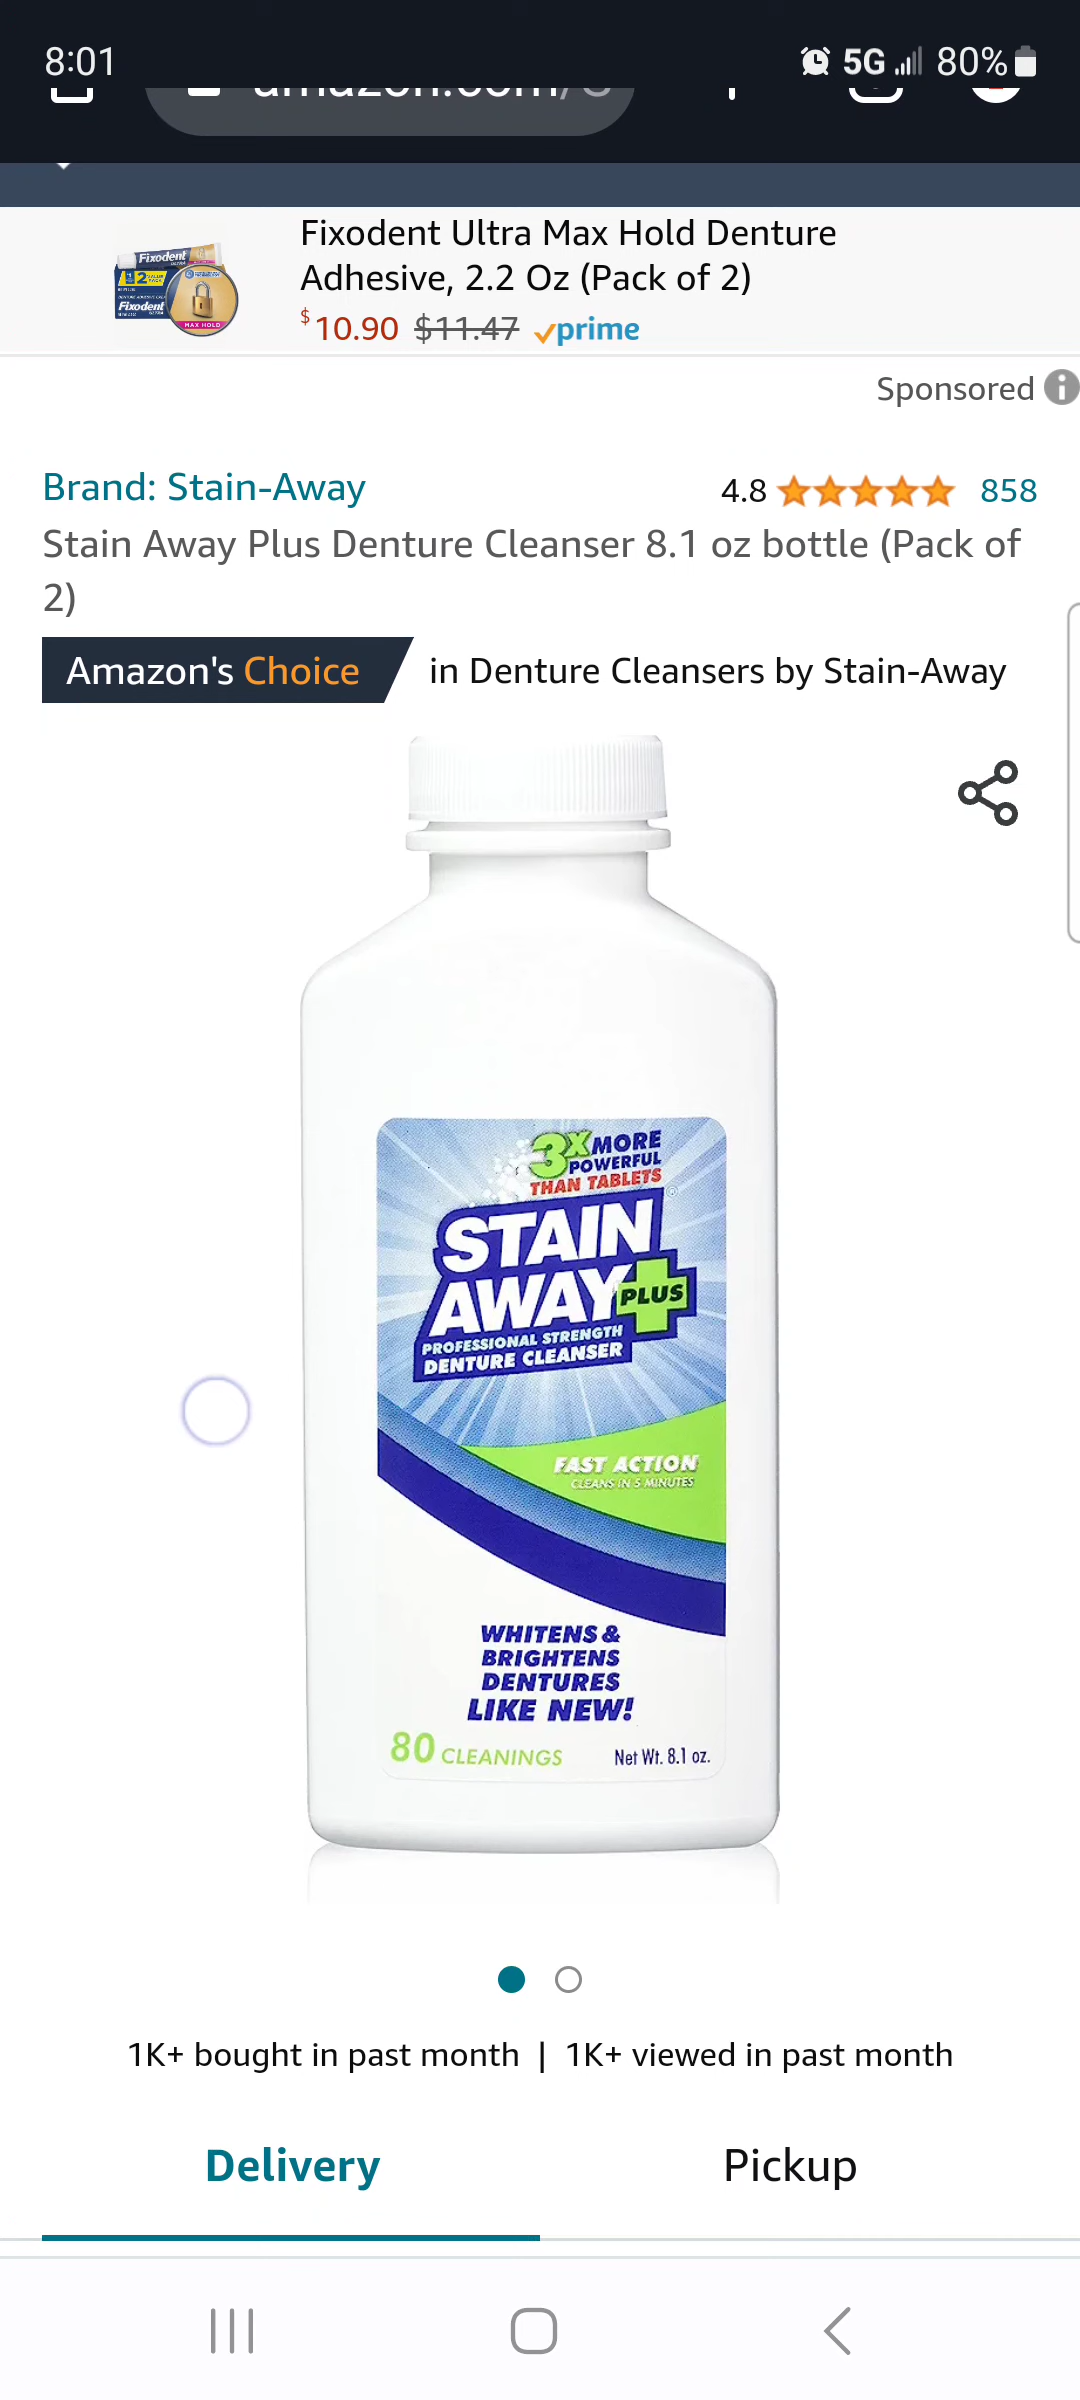 8:01
5G 80%
Fixodent Ultra Max Hold Denture
Adhesive, 2.2 Oz (Pack of 2)
$10.90 $11.47 prime
Fixodent
Fixodent
MAX HOLD
Sponsored
Brand: Stain-Away
4.8 858
Stain Away Plus Denture Cleanser 8.1 oz bottle (Pack of
2)
Amazon's Choice in Denture Cleansers by Stain-Away
3X MORE
POWERFUL
THAN TABLETS
STAIN
AWAY PLUS
PROFESSIONAL STRENGTH
DENTURE CLEANSER
FAST ACTION
CLEANS IN 5 MINUTES
WHITENS &
BRIGHTENS
DENTURES
LIKE NEW!
80 CLEANINGS Net Wt. 8.1 oz.
1K+ bought in past month | 1K+ viewed in past month
Delivery
Pickup